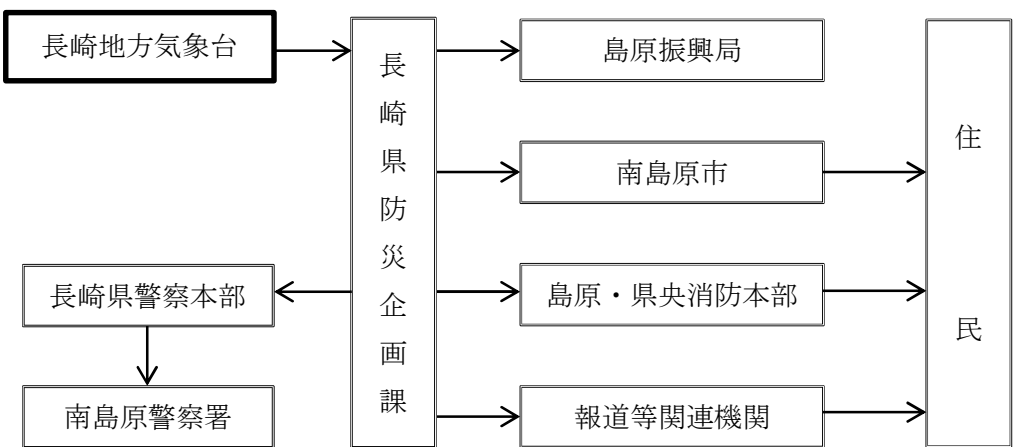 長崎地方気象台
長崎県防災企画課
島原振興局
南島原市
住民
長崎県警察本部
島原・県央消防本部
南島原警察署
報道等関連機関